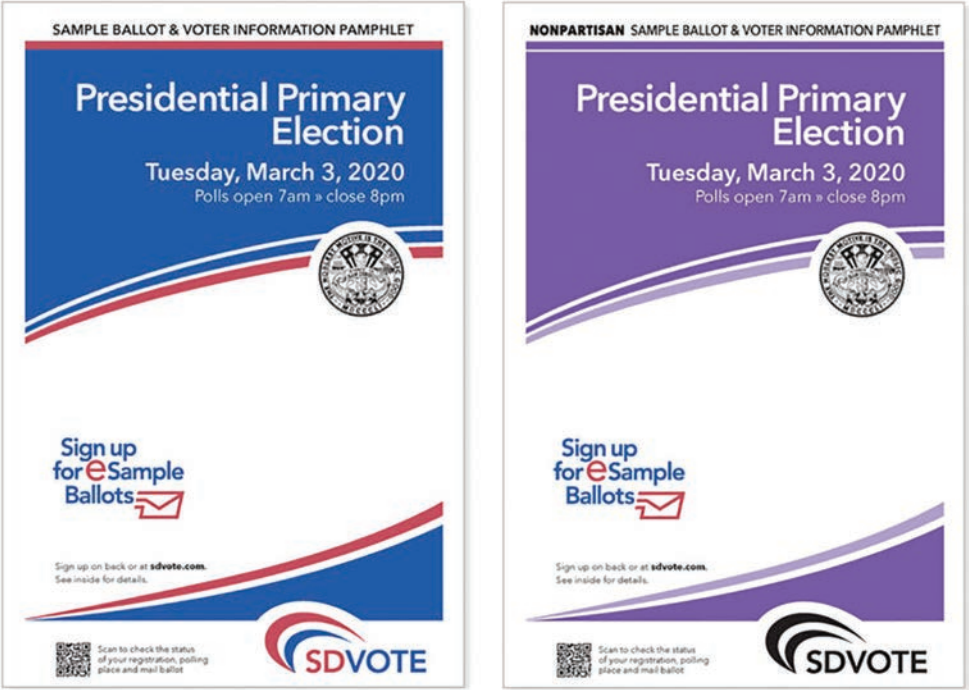 SAMPLE BALLOT & VOTER INFORMATION PAMPHLET
Presidential Primary
Election
Tuesday, March 3, 2020
Polls open 7am » close 8pm
Sign up
for eSample
Ballots
Sign up on back or at sdvote.com.
See inside for details.
Scan to check the status
of your registration, polling
place and mail ballot
SDVOTE
NONPARTISAN SAMPLE BALLOT & VOTER INFORMATION PAMPHLET
Presidential Primary
Election
Tuesday, March 3, 2020
Polls open 7am » close 8pm
Sign up
for eSample
Ballots
Sign up on back or at sdvote.com.
See inside for details.
Scan to check the status
of your registration, polling
place and mail ballot
SDVOTE